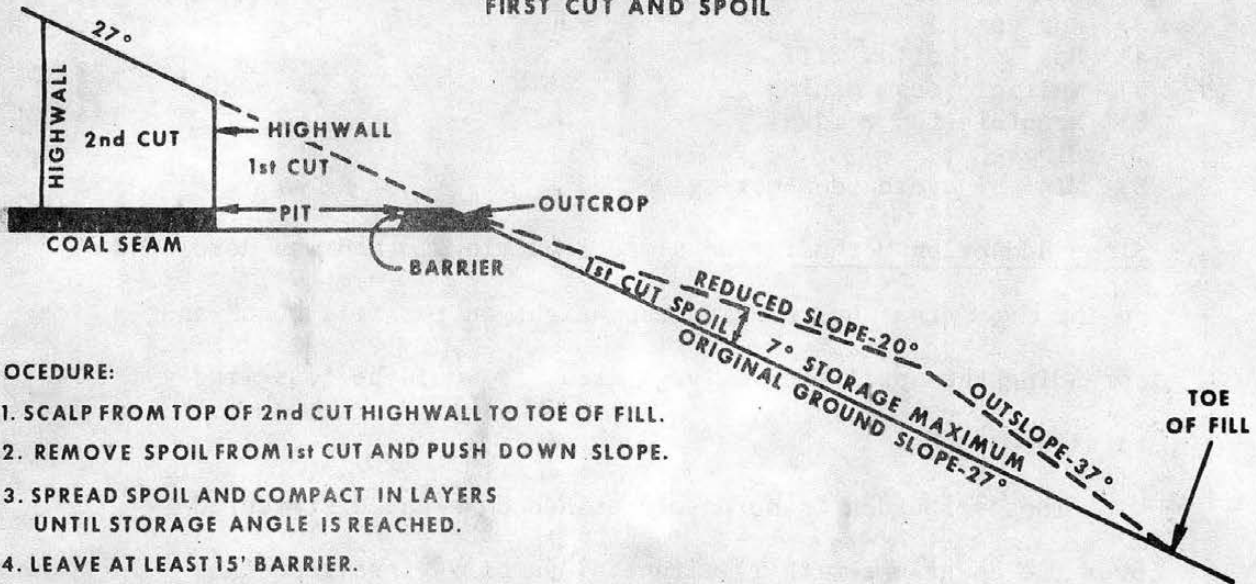 FIRST CUT AND SPOIL
27°
HIGHWALL
2nd CUT
HIGHWALL
1st CUT
PIT
OUTCROP
COAL SEAM
BARRIER
REDUCED SLOPE-20°
1st CUT SPOIL
7° STORAGE MAXIMUM
ORIGINAL GROUND SLOPE-27°
OUTSLOPE-37°
TOE
OF FILL
OCEDURE:
1. SCALP FROM TOP OF 2nd CUT HIGHWALL TO TOE OF FILL.
2. REMOVE SPOIL FROM 1st CUT AND PUSH DOWN SLOPE.
3. SPREAD SPOIL AND COMPACT IN LAYERS
UNTIL STORAGE ANGLE IS REACHED.
4. LEAVE AT LEAST 15' BARRIER.